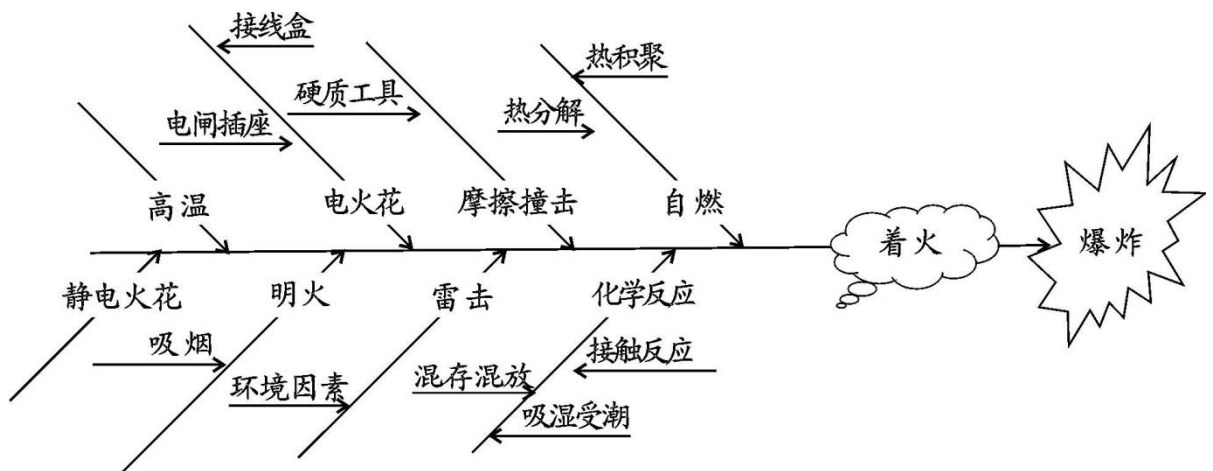 接线盒
硬质工具
热积聚
热分解
电闸插座
高温
电火花
摩擦撞击
自燃
着火
爆炸
静电火花
明火
雷击
化学反应
吸烟
接触反应
环境因素
混存混放
吸湿受潮